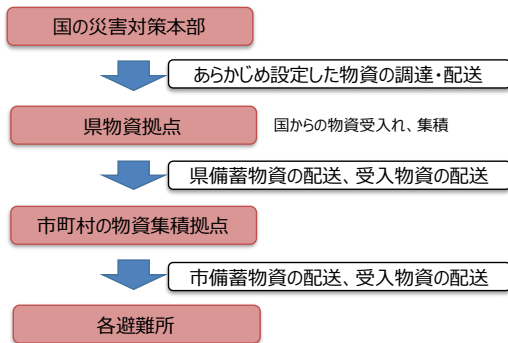 国の災害対策本部
あらかじめ設定した物資の調達・配送
県物資拠点
国からの物資受入れ、集積
県備蓄物資の配送、受入物資の配送
市町村の物資集積拠点
市備蓄物資の配送、受入物資の配送
各避難所